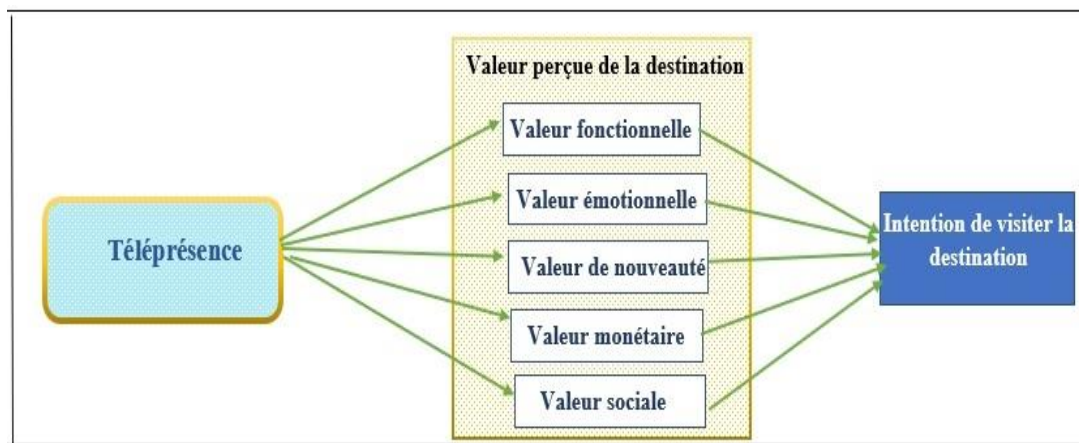 Valeur perçue de la destination
Valeur fonctionnelle
Valeur émotionnelle
Téléprésence
Valeur de nouveauté
Valeur monétaire
Valeur sociale
Intention de visiter la
destination